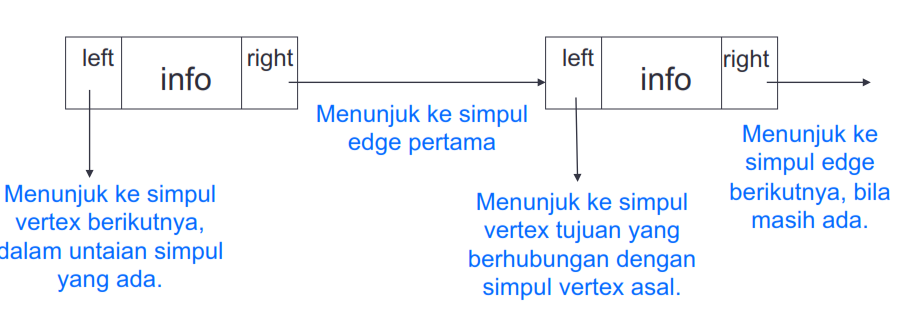 left
info
right
left
info
right
Menunjuk ke simpul
edge pertama
Menunjuk ke simpul
vertex berikutnya,
dalam untaian simpul
yang ada.
Menunjuk ke simpul
vertex tujuan yang
berhubungan dengan
simpul vertex asal.
Menunjuk ke
simpul edge
berikutnya, bila
masih ada.